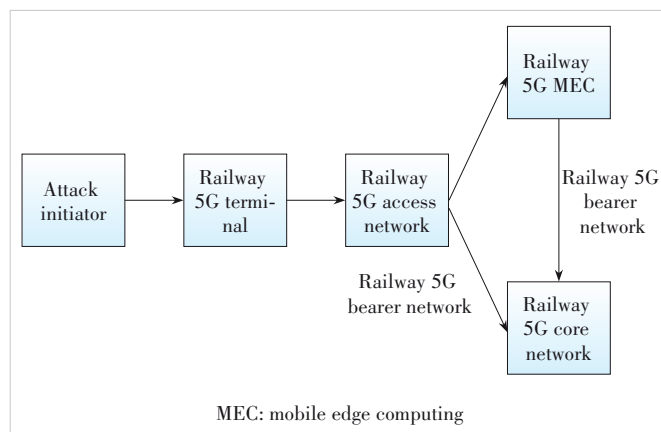 Attack
initiator
Railway
5G termi-
nal
Railway
5G access
network
Railway
5G MEC
Railway 5G
bearer
network
Railway 5G
bearer network
Railway
5G core
network
MEC: mobile edge computing